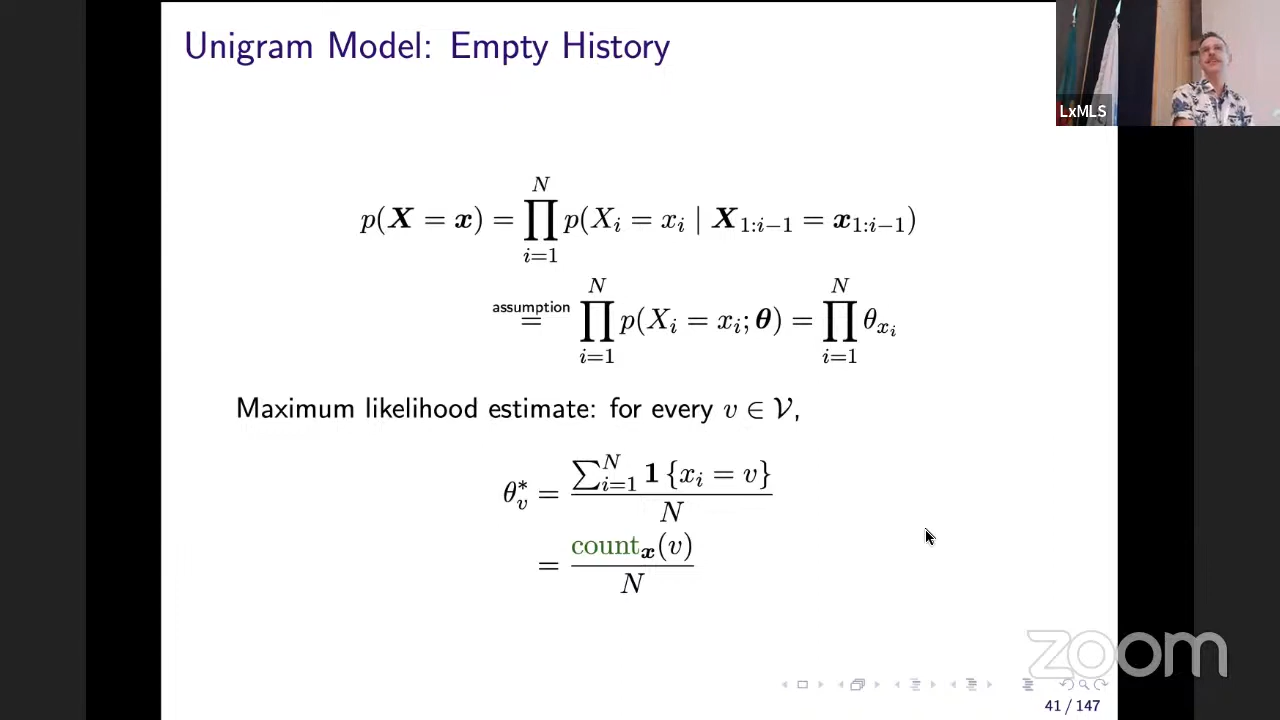 Unigram Model: Empty History
LxMLS
p(X = x) = ∏_{i=1}^{N} p(X_i = x_i | X_{1:i−1} = x_{1:i−1})
assumption
= ∏_{i=1}^{N} p(X_i = x_i; θ) = ∏_{i=1}^{N} θ_{x_i}
Maximum likelihood estimate: for every v ∈ 𝒱,
θ*_v = ∑_{i=1}^{N} 1 {x_i = v} / N
= count_x(v) / N
zoom
41 / 147